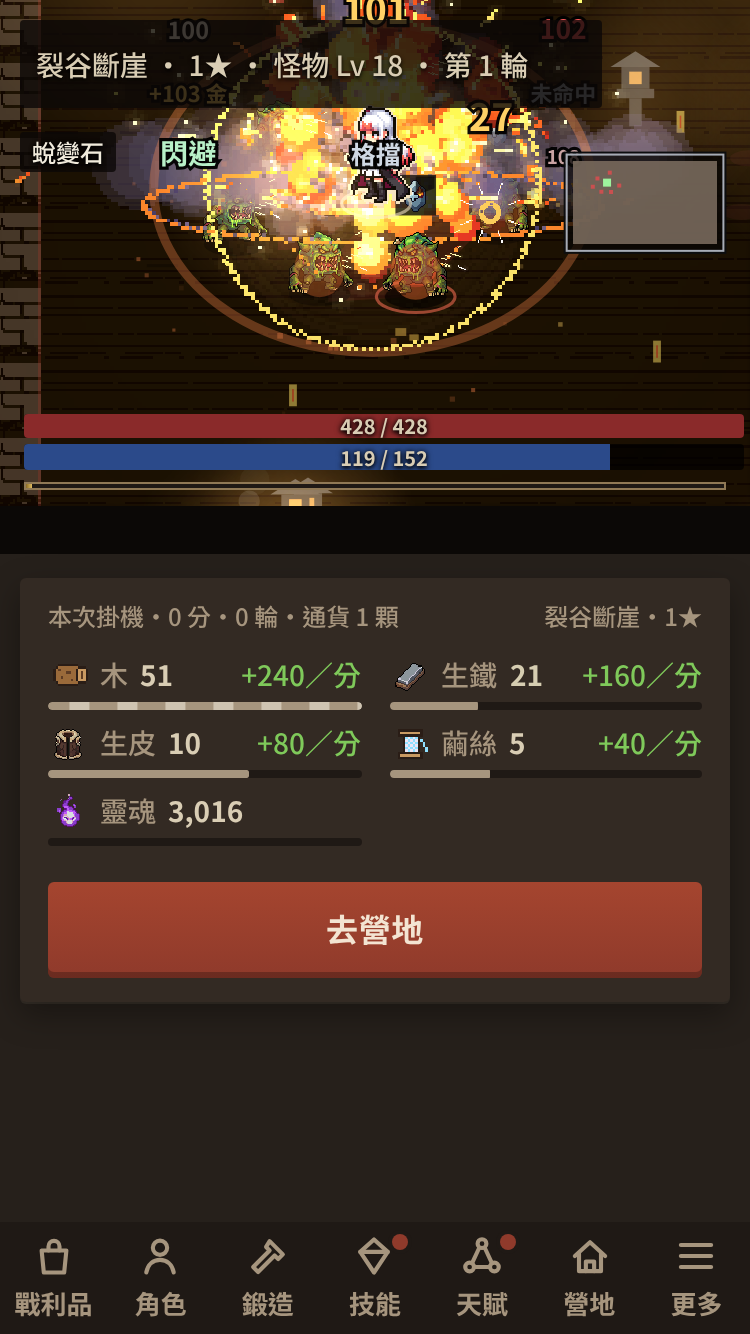 101
100
102
裂谷斷崖 • 1★ • 怪物 Lv 18 • 第 1 輪
+103 金
27
未命中
蛻變石
閃避
格擋
428 / 428
119 / 152
本次掛機・0 分・0 輪・通貨 1 顆
裂谷斷崖・1★
木 51 +240／分
生鐵 21 +160／分
生皮 10 +80／分
繭絲 5 +40／分
靈魂 3,016
去營地
戰利品
角色
鍛造
技能
天賦
營地
更多